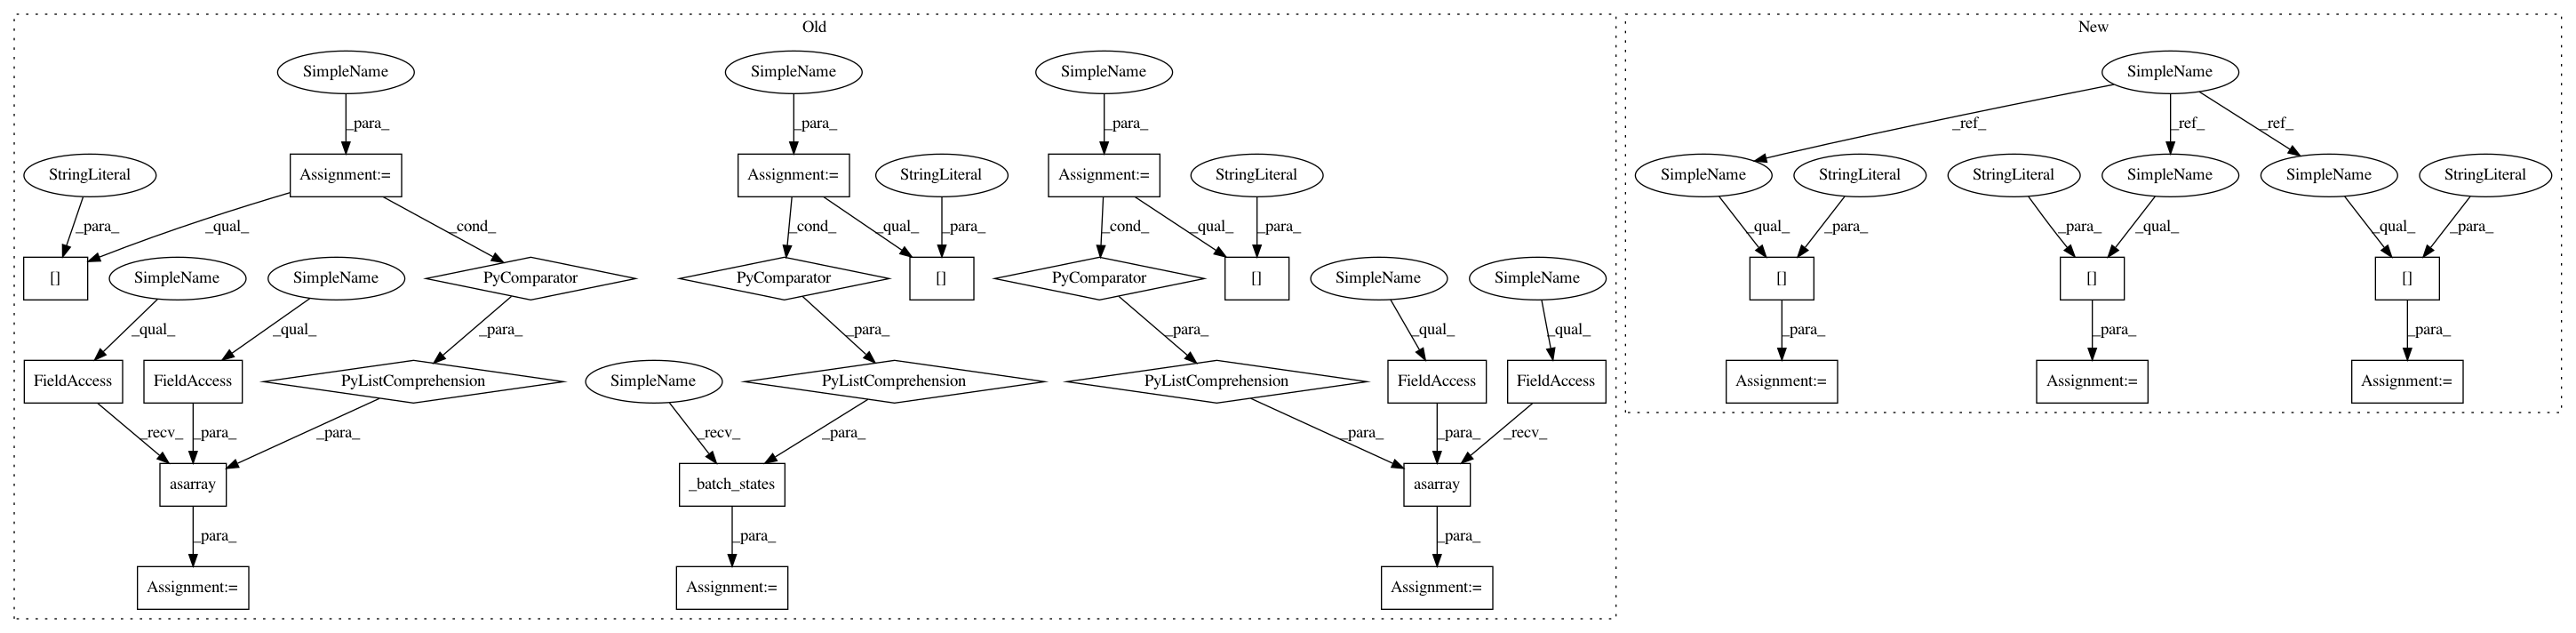 Old
New
SimpleName
SimpleName
SimpleName
SimpleName
_para_
_para_
_para_
_ref_
_ref_
_ref_
StringLiteral
Assignment:=
Assignment:=
StringLiteral
Assignment:=
StringLiteral
SimpleName
StringLiteral
StringLiteral
SimpleName
SimpleName
StringLiteral
_para_
_qual_
_cond_
_cond_
_qual_
_para_
_cond_
_qual_
_para_
_qual_
_para_
_para_
_qual_
_qual_
_para_
[]
SimpleName
SimpleName
PyComparator
PyComparator
[]
PyComparator
[]
SimpleName
SimpleName
[]
[]
[]
_qual_
_qual_
_para_
_para_
_para_
_qual_
_qual_
_para_
_para_
_para_
FieldAccess
FieldAccess
PyListComprehension
SimpleName
PyListComprehension
PyListComprehension
FieldAccess
FieldAccess
Assignment:=
Assignment:=
Assignment:=
_recv_
_para_
_para_
_recv_
_para_
_para_
_para_
_recv_
asarray
_batch_states
asarray
_para_
_para_
_para_
Assignment:=
Assignment:=
Assignment:=